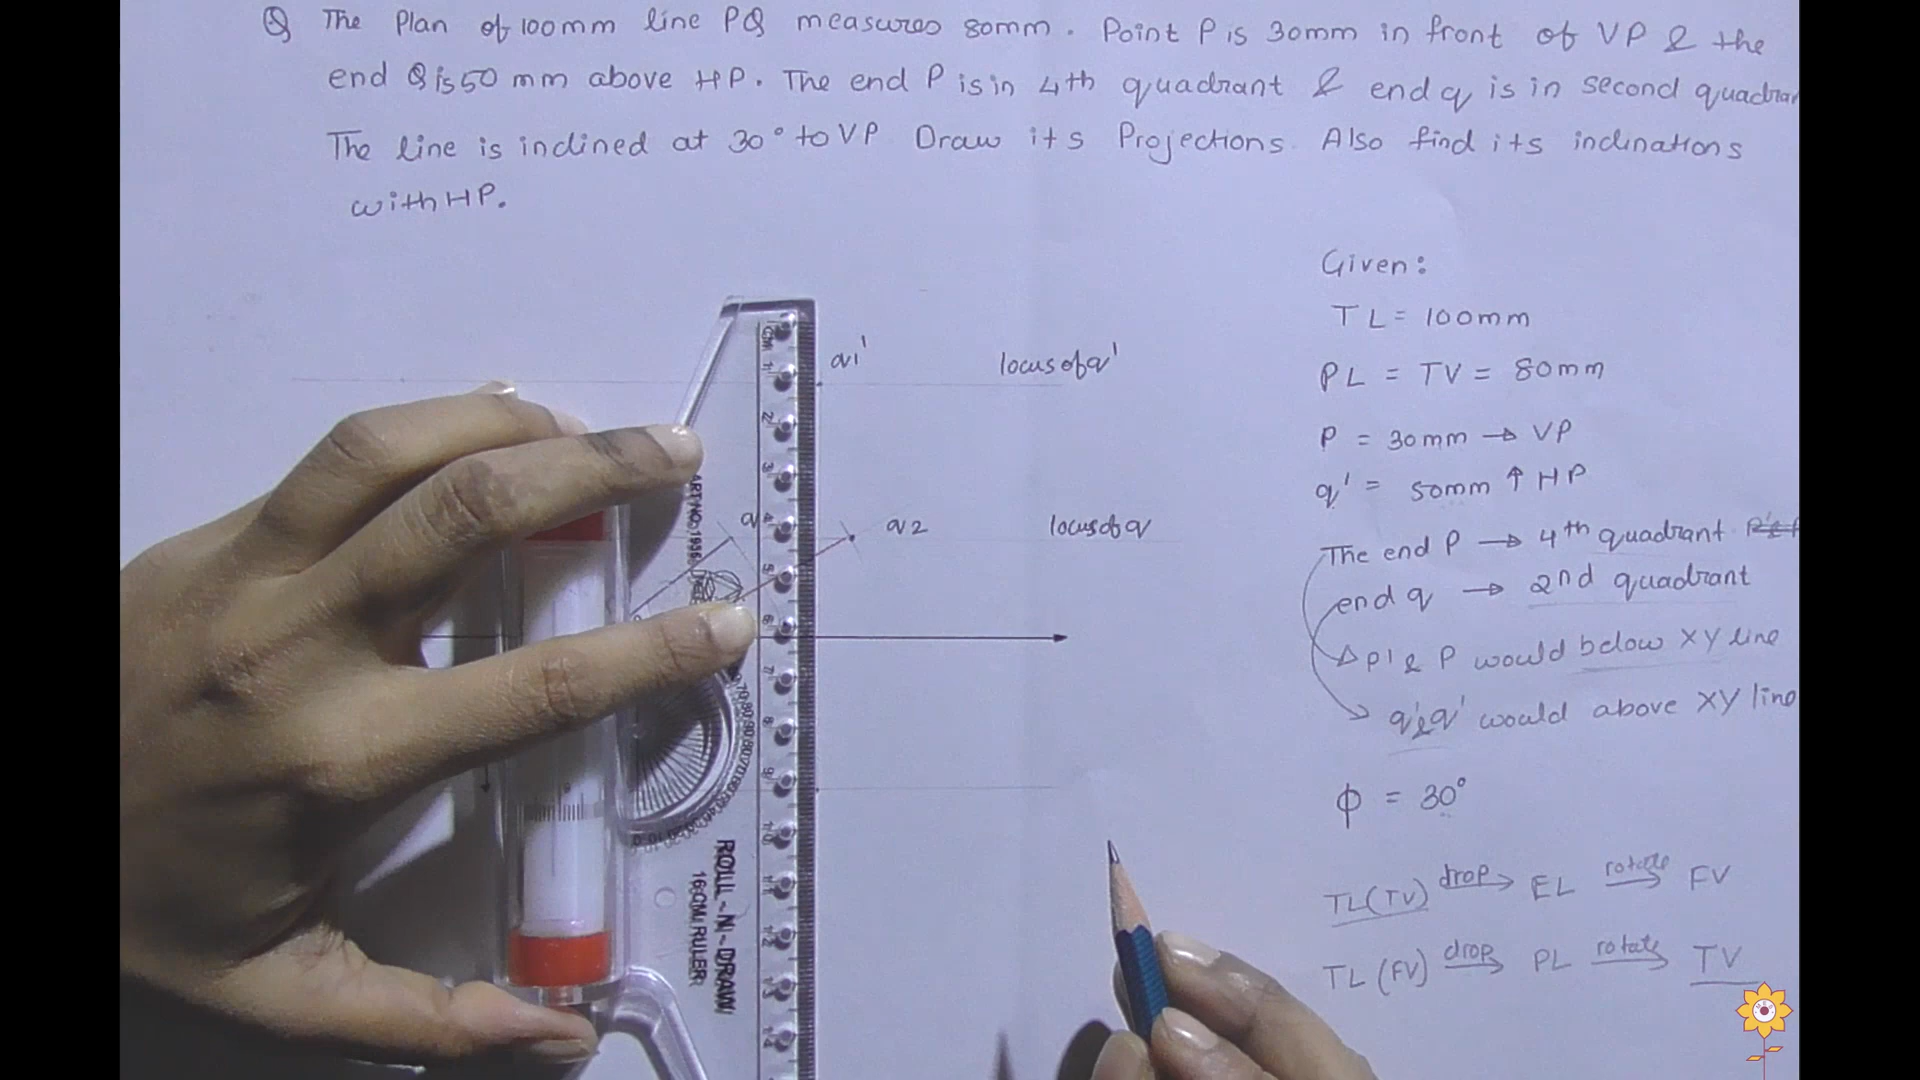 Q The Plan of 100mm line PQ measures 80mm. Point P is 30mm in front of VP & the
end Q is 50 mm above HP. The end P is in 4th quadrant & end q is in second quadran
The line is inclined at 30° to VP Draw its Projections. Also find its inclinations
with HP.
Given:
TL = 100mm
PL = TV = 80mm
P = 30mm → VP
q' = 50mm ↑ HP
The end P → 4th quadrant
end q → 2nd quadrant
P' & P would below XY line
q & q' would above XY line
ϕ = 30°
TL (TV) drop→ EL rotate→ FV
TL (FV) drop→ PL rotate→ TV
q1' locus of q'
q q2 locus of q
ROLL-N-DRAW
16CM RULER